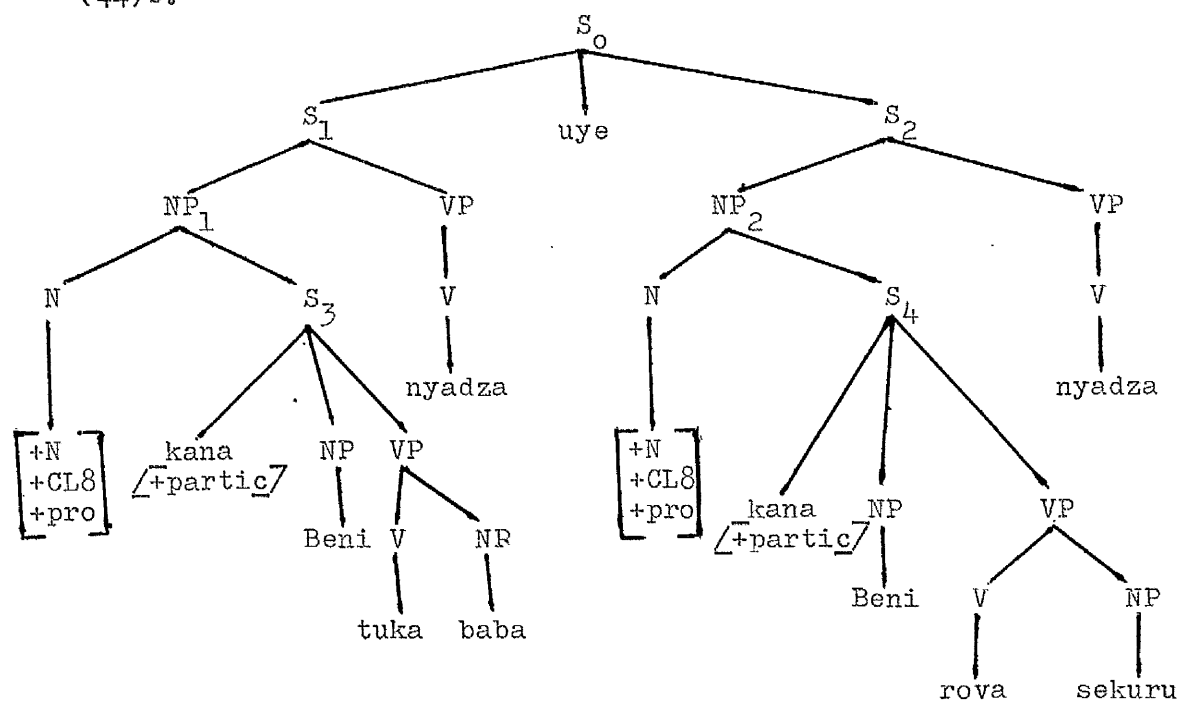 (44)b.
S₀
S₁ uye S₂
NP₁ VP NP₂ VP
N S₃ V N S₄ V
nyadza nyadza
[+N kana NP VP [+N
+CL8 [+partic] +CL8 kana NP VP
+pro] +pro] [+partic]
Beni V NP
Beni V NP
tuka baba
rova sekuru